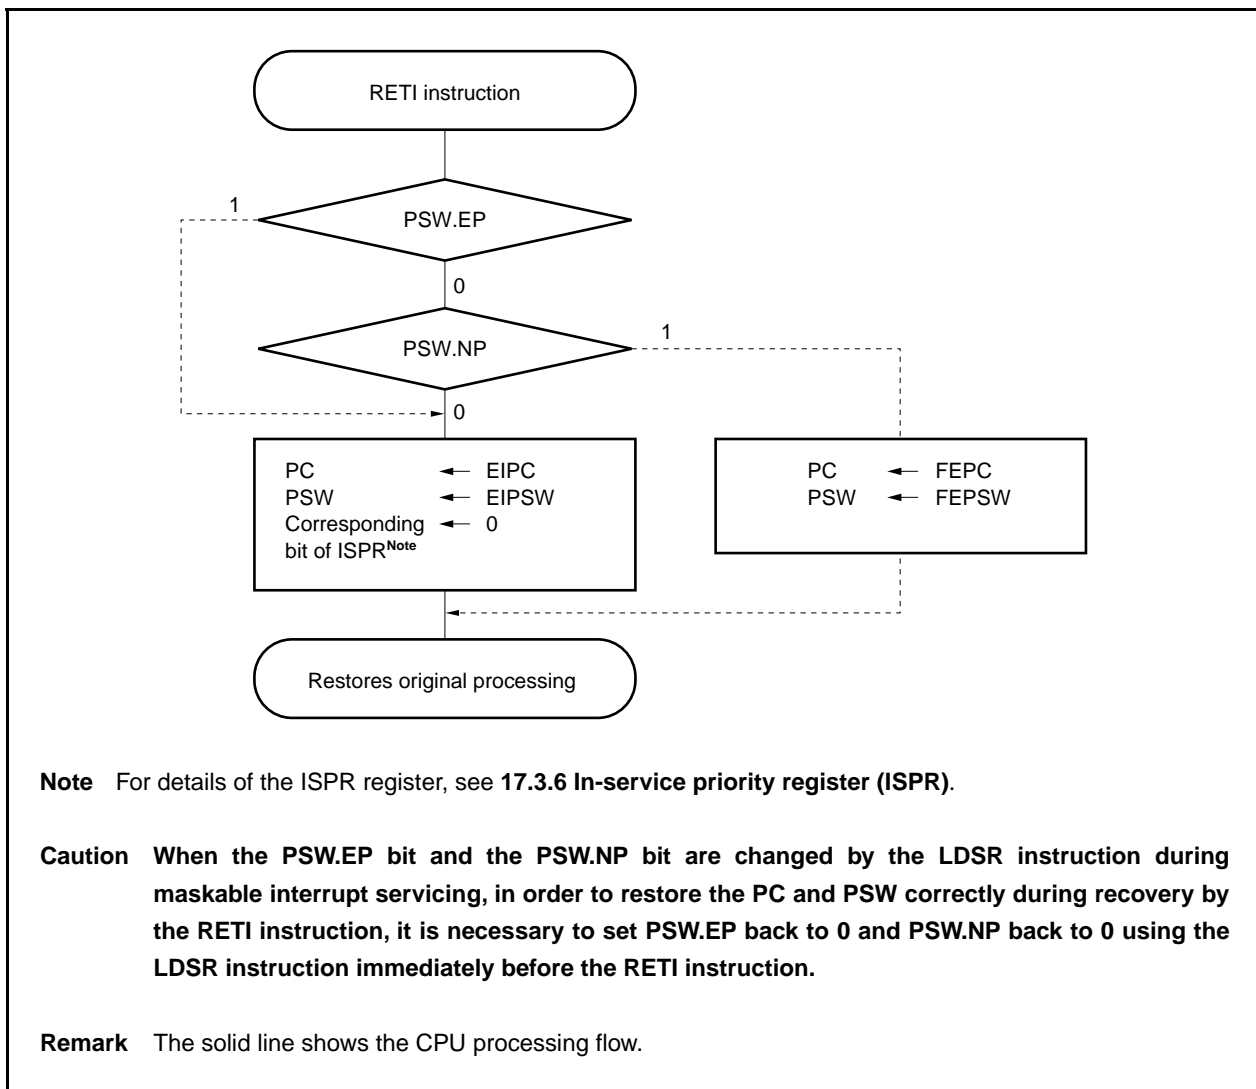 RETI instruction
1
PSW.EP
0
1
PSW.NP
0
PC ← EIPC
PSW ← EIPSW
Corresponding ← 0
bit of ISPRNote
PC ← FEPC
PSW ← FEPSW
Restores original processing
Note For details of the ISPR register, see 17.3.6 In-service priority register (ISPR).
Caution When the PSW.EP bit and the PSW.NP bit are changed by the LDSR instruction during
maskable interrupt servicing, in order to restore the PC and PSW correctly during recovery by
the RETI instruction, it is necessary to set PSW.EP back to 0 and PSW.NP back to 0 using the
LDSR instruction immediately before the RETI instruction.
Remark The solid line shows the CPU processing flow.